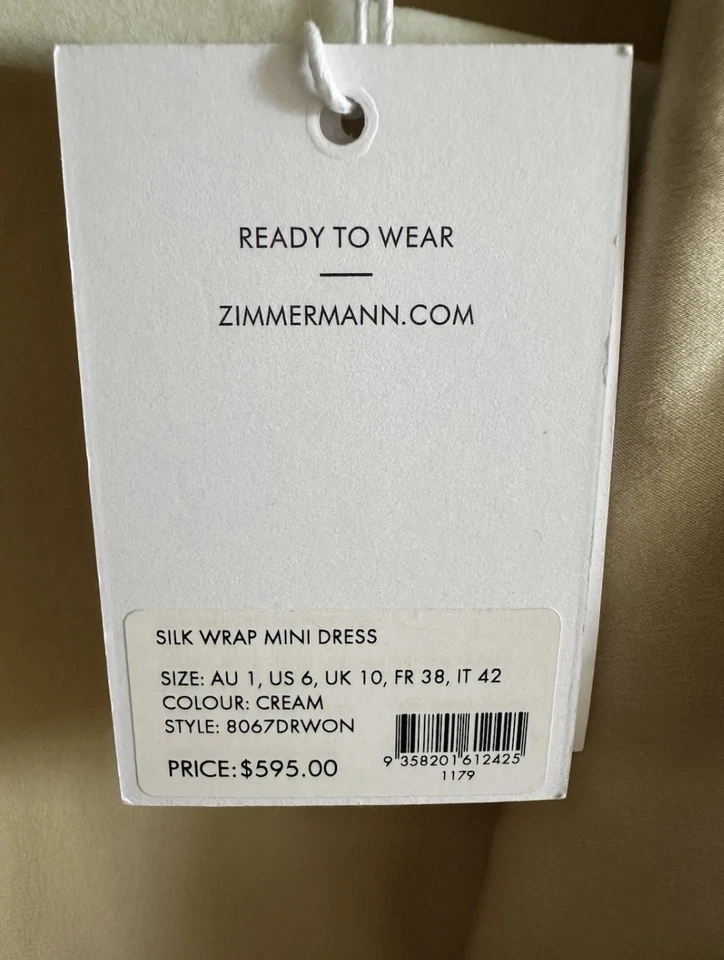 READY TO WEAR
ZIMMERMANN.COM
SILK WRAP MINI DRESS
SIZE: AU 1, US 6, UK 10, FR 38, IT 42
COLOUR: CREAM
STYLE: 8067DRWON
PRICE: $595.00
9 358201 612425
1179